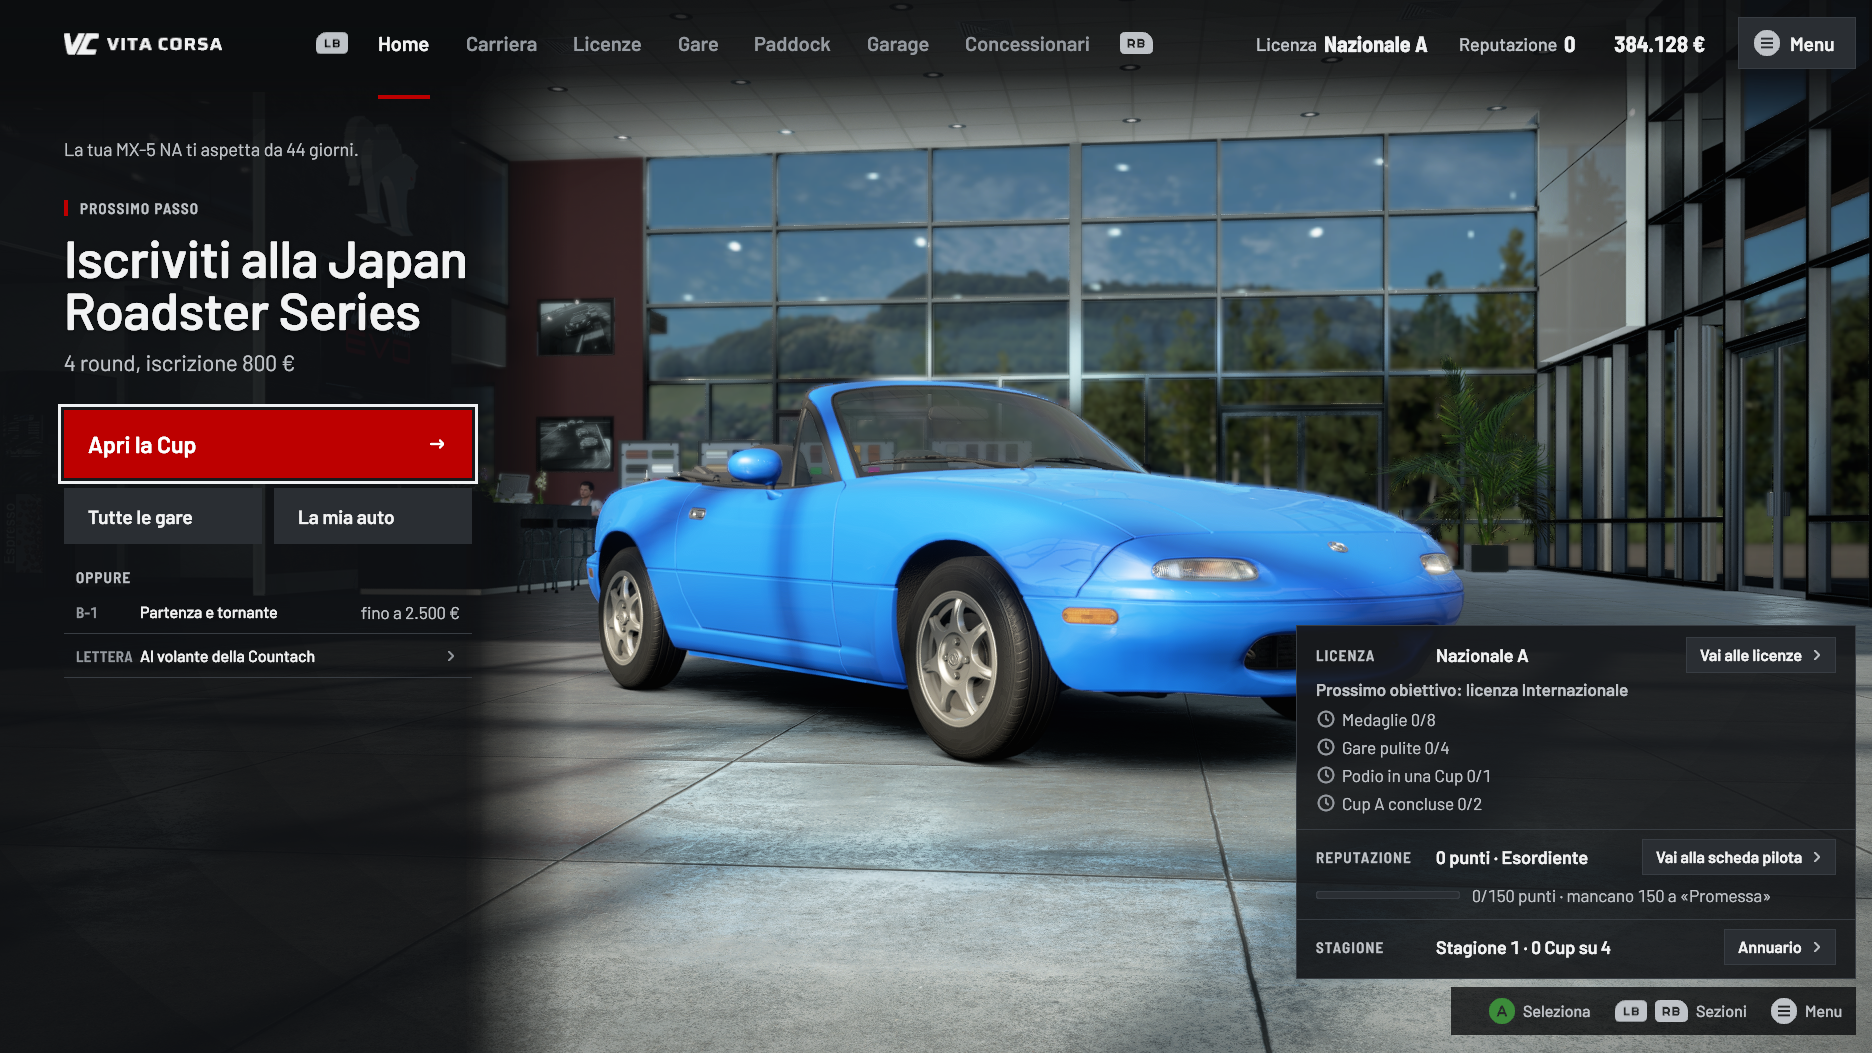 VC VITA CORSA
LB Home Carriera Licenze Gare Paddock Garage Concessionari RB
Licenza Nazionale A Reputazione 0 384.128 € Menu
La tua MX-5 NA ti aspetta da 44 giorni.
PROSSIMO PASSO
Iscriviti alla Japan
Roadster Series
4 round, iscrizione 800 €
Apri la Cup →
Tutte le gare La mia auto
OPPURE
B-1 Partenza e tornante fino a 2.500 €
LETTERA Al volante della Countach
LICENZA Nazionale A Vai alle licenze
Prossimo obiettivo: licenza Internazionale
Medaglie 0/8
Gare pulite 0/4
Podio in una Cup 0/1
Cup A concluse 0/2
REPUTAZIONE 0 punti · Esordiente Vai alla scheda pilota
0/150 punti · mancano 150 a «Promessa»
STAGIONE Stagione 1 · 0 Cup su 4 Annuario
A Seleziona LB RB Sezioni Menu